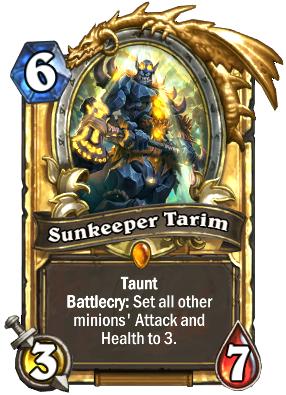 6
Sunkeeper Tarim
Taunt
Battlecry: Set all other
minions' Attack and
Health to 3.
3
7